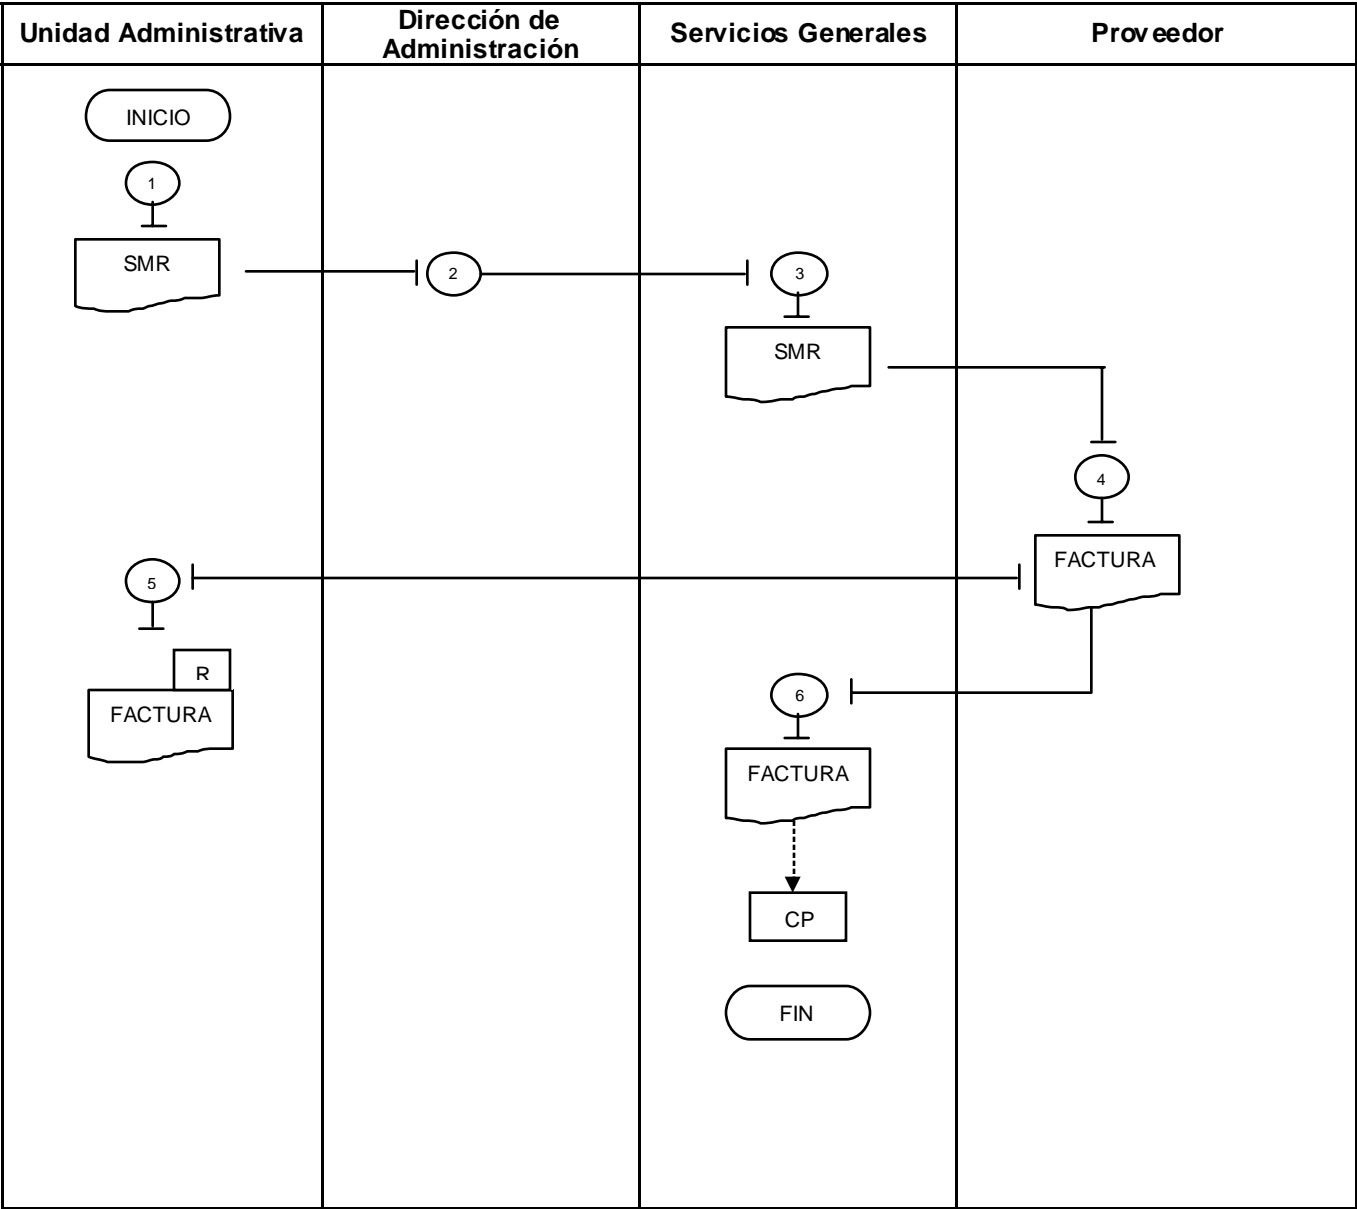 Unidad Administrativa
Dirección de
Administración
Servicios Generales
Proveedor
INICIO
1
SMR
2
3
SMR
4
FACTURA
5
R
FACTURA
6
FACTURA
CP
FIN